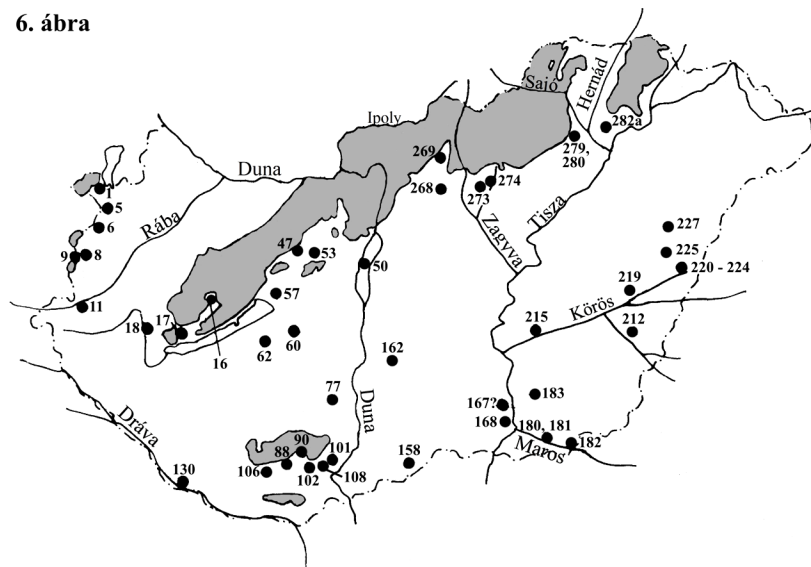 6. ábra
Sajó
Hernád
282a
Ipoly
269
279,
280
Duna
1
268
274
273
5
Tisza
6
Rába
Zagyva
227
47
53
9
8
50
225
220 - 224
57
219
11
Körös
18
17
215
212
60
16
62
162
77
183
Duna
167?
Dráva
168
180, 181
90
Maros
182
101
88
158
106
102
108
130